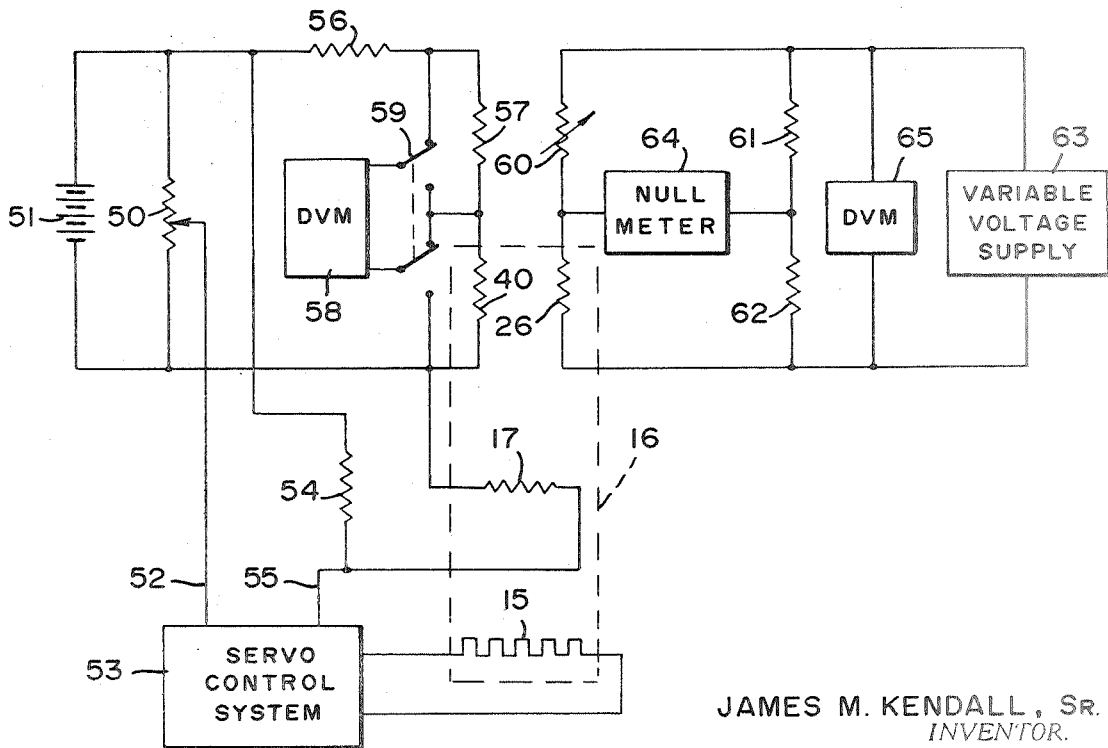 56
59
57
60
64
61
65
63
51
50
DVM
NULL
METER
DVM
VARIABLE
VOLTAGE
SUPPLY
58
40
26
62
17
16
54
52
55
15
53
SERVO
CONTROL
SYSTEM
JAMES M. KENDALL, SR.
INVENTOR.